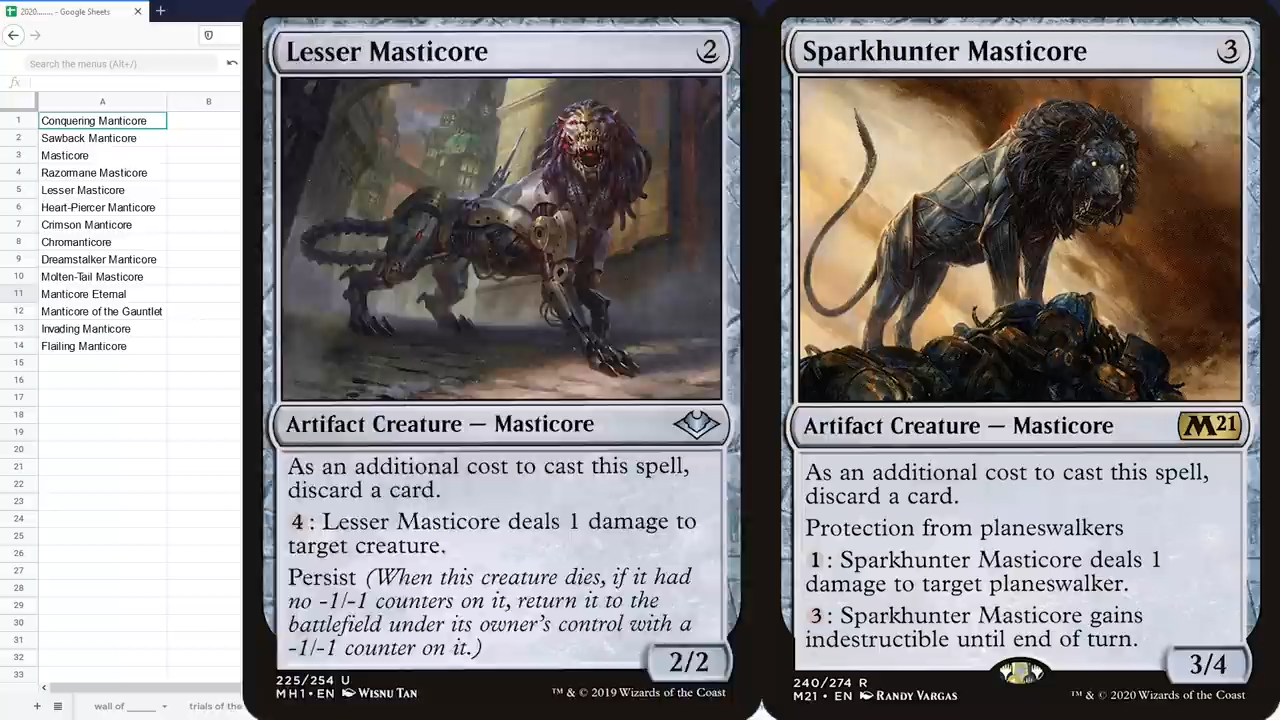 2020........ - Google Sheets
Search the menus (Alt+/)
fx
A B
1 Conquering Manticore
2 Sawback Manticore
3 Masticore
4 Razormane Masticore
5 Lesser Masticore
6 Heart-Piercer Manticore
7 Crimson Manticore
8 Chromanticore
9 Dreamstalker Manticore
10 Molten-Tail Masticore
11 Manticore Eternal
12 Manticore of the Gauntlet
13 Invading Manticore
14 Flailing Manticore
15
16
17
18
19
20
21
22
23
24
25
26
27
28
29
30
31
32
33
wall of ______ trials of the
Lesser Masticore 2
Artifact Creature — Masticore
As an additional cost to cast this spell,
discard a card.
4: Lesser Masticore deals 1 damage to
target creature.
Persist (When this creature dies, if it had
no -1/-1 counters on it, return it to the
battlefield under its owner's control with a
-1/-1 counter on it.)
2/2
225/254 U
MH1 • EN Wisnu Tan
™ & © 2019 Wizards of the Coast
Sparkhunter Masticore 3
Artifact Creature — Masticore M21
As an additional cost to cast this spell,
discard a card.
Protection from planeswalkers
1: Sparkhunter Masticore deals 1
damage to target planeswalker.
3: Sparkhunter Masticore gains
indestructible until end of turn.
3/4
240/274 R
M21 • EN Randy Vargas
™ & © 2020 Wizards of the Coast